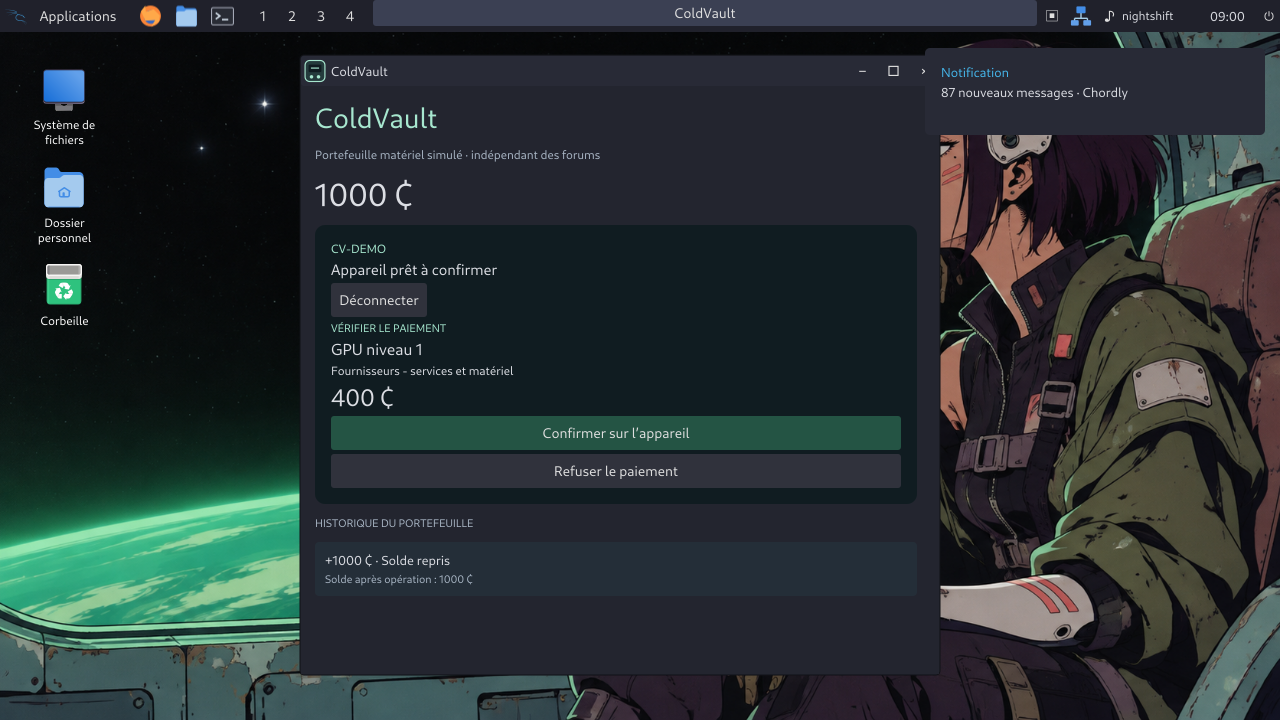 Applications
1 2 3 4
ColdVault
nightshift
09:00
Système de
fichiers
Dossier
personnel
Corbeille
ColdVault
ColdVault
Portefeuille matériel simulé · indépendant des forums
1000 ₵
CV-DEMO
Appareil prêt à confirmer
Déconnecter
VÉRIFIER LE PAIEMENT
GPU niveau 1
Fournisseurs - services et matériel
400 ₵
Confirmer sur l’appareil
Refuser le paiement
HISTORIQUE DU PORTEFEUILLE
+1000 ₵ · Solde repris
Solde après opération : 1000 ₵
Notification
87 nouveaux messages · Chordly